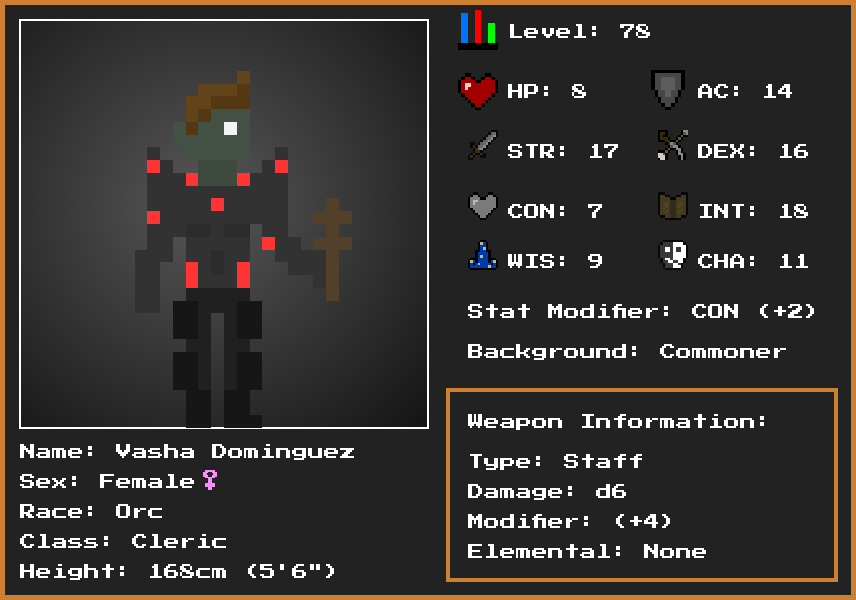 Level: 78
HP: 8
AC: 14
STR: 17
DEX: 16
CON: 7
INT: 18
WIS: 9
CHA: 11
Stat Modifier: CON (+2)
Background: Commoner
Weapon Information:
Type: Staff
Damage: d6
Modifier: (+4)
Elemental: None
Name: Vasha Dominguez
Sex: Female♀
Race: Orc
Class: Cleric
Height: 168cm (5'6")